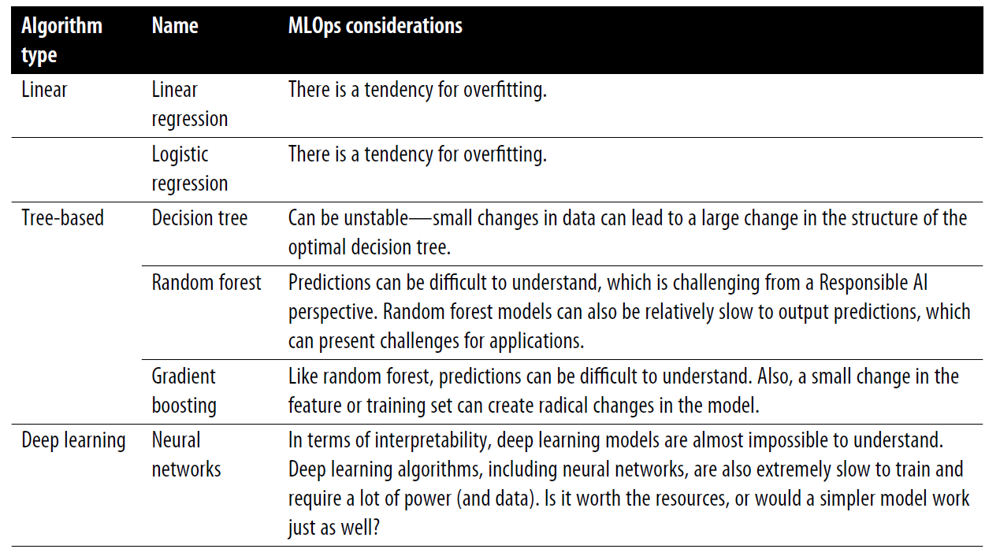 Algorithm type
Name
MLOps considerations
Linear
Linear regression
There is a tendency for overfitting.
Logistic regression
There is a tendency for overfitting.
Tree-based
Decision tree
Can be unstable—small changes in data can lead to a large change in the structure of the
optimal decision tree.
Random forest
Predictions can be difficult to understand, which is challenging from a Responsible AI
perspective. Random forest models can also be relatively slow to output predictions, which
can present challenges for applications.
Gradient boosting
Like random forest, predictions can be difficult to understand. Also, a small change in the
feature or training set can create radical changes in the model.
Deep learning
Neural networks
In terms of interpretability, deep learning models are almost impossible to understand.
Deep learning algorithms, including neural networks, are also extremely slow to train and
require a lot of power (and data). Is it worth the resources, or would a simpler model work
just as well?